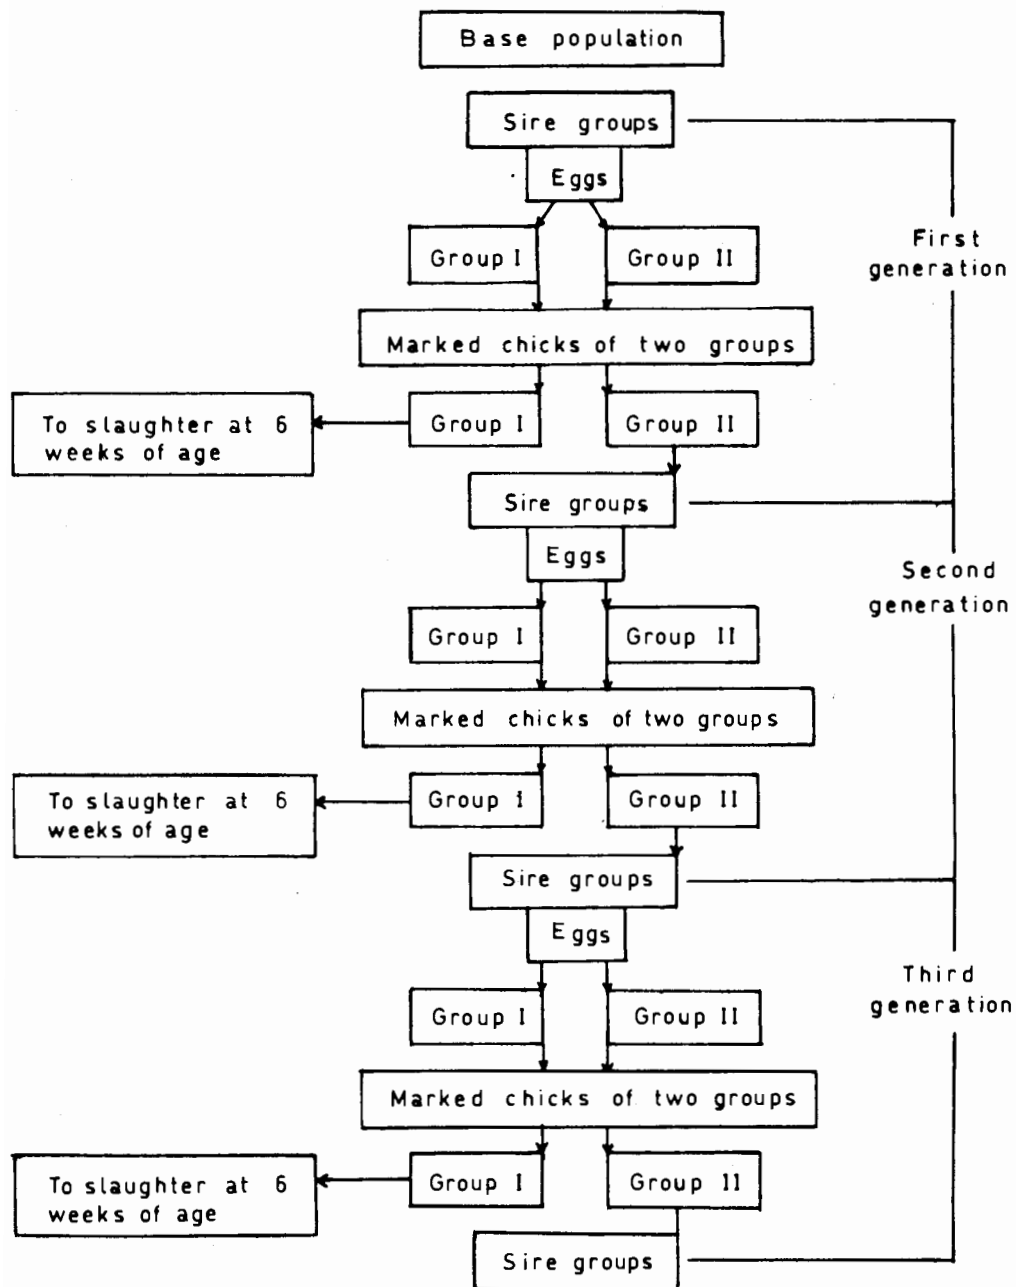 Base population
Sire groups
Eggs
Group I
Group II
First
generation
Marked chicks of two groups
To slaughter at 6
weeks of age
Group I
Group II
Sire groups
Eggs
Second
generation
Group I
Group II
Marked chicks of two groups
To slaughter at 6
weeks of age
Group I
Group II
Sire groups
Eggs
Third
generation
Group I
Group II
Marked chicks of two groups
To slaughter at 6
weeks of age
Group I
Group II
Sire groups